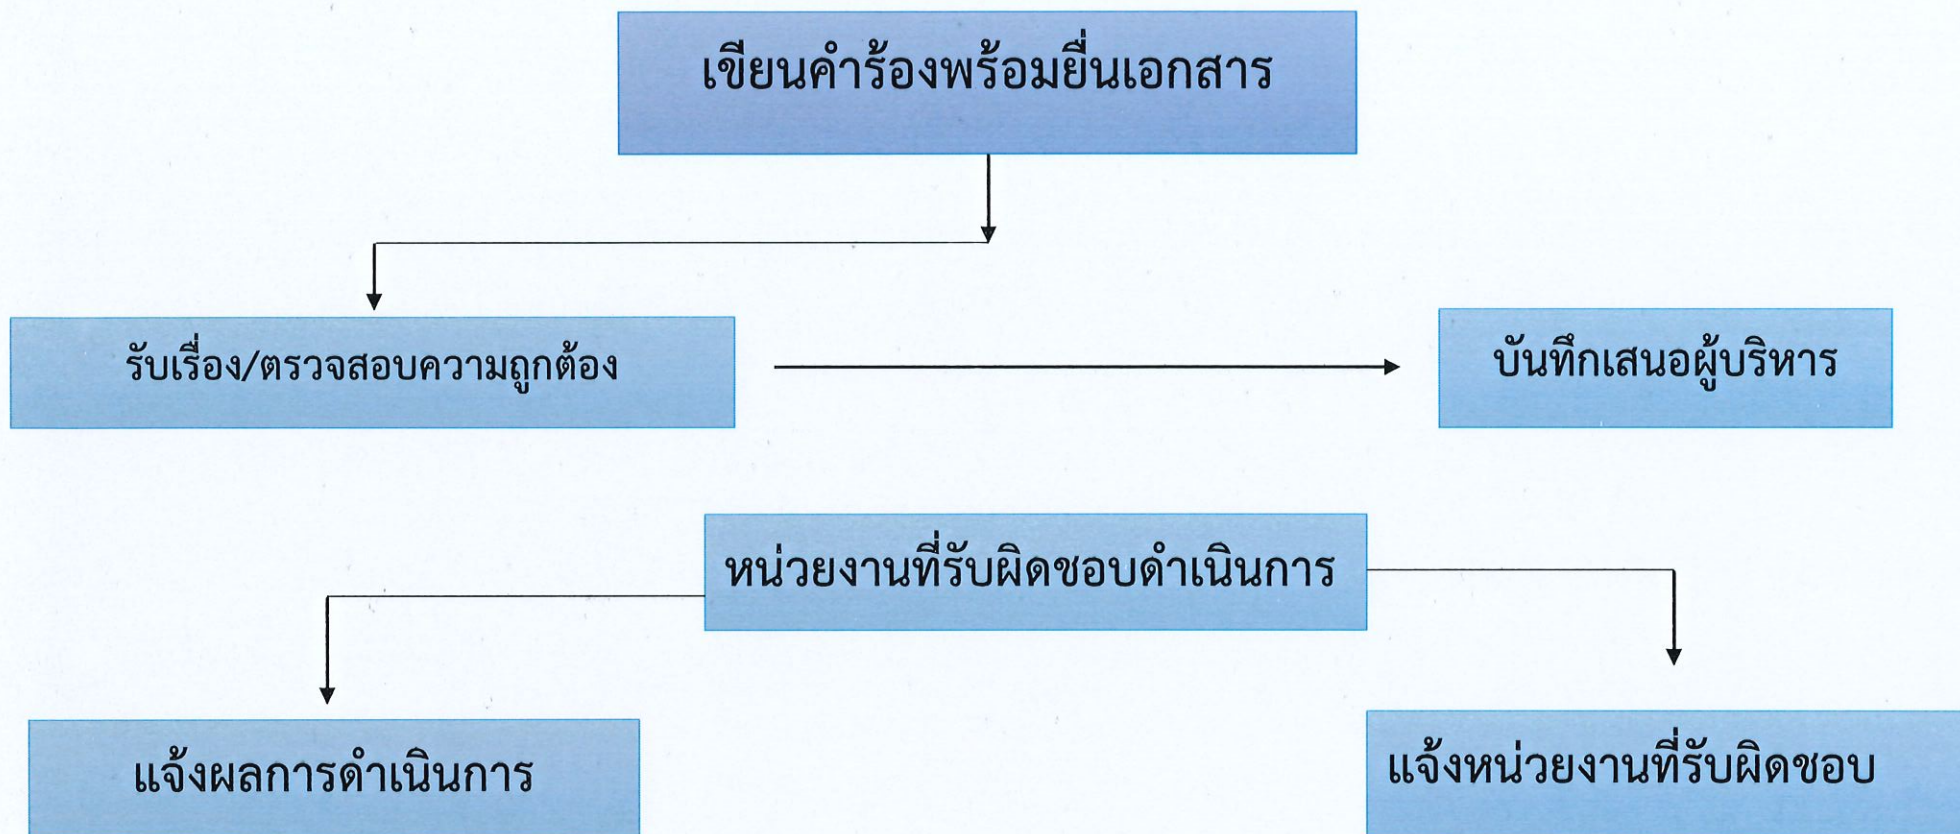 เขียนคำร้องพร้อมยื่นเอกสาร
รับเรื่อง/ตรวจสอบความถูกต้อง
บันทึกเสนอผู้บริหาร
หน่วยงานที่รับผิดชอบดำเนินการ
แจ้งผลการดำเนินการ
แจ้งหน่วยงานที่รับผิดชอบ